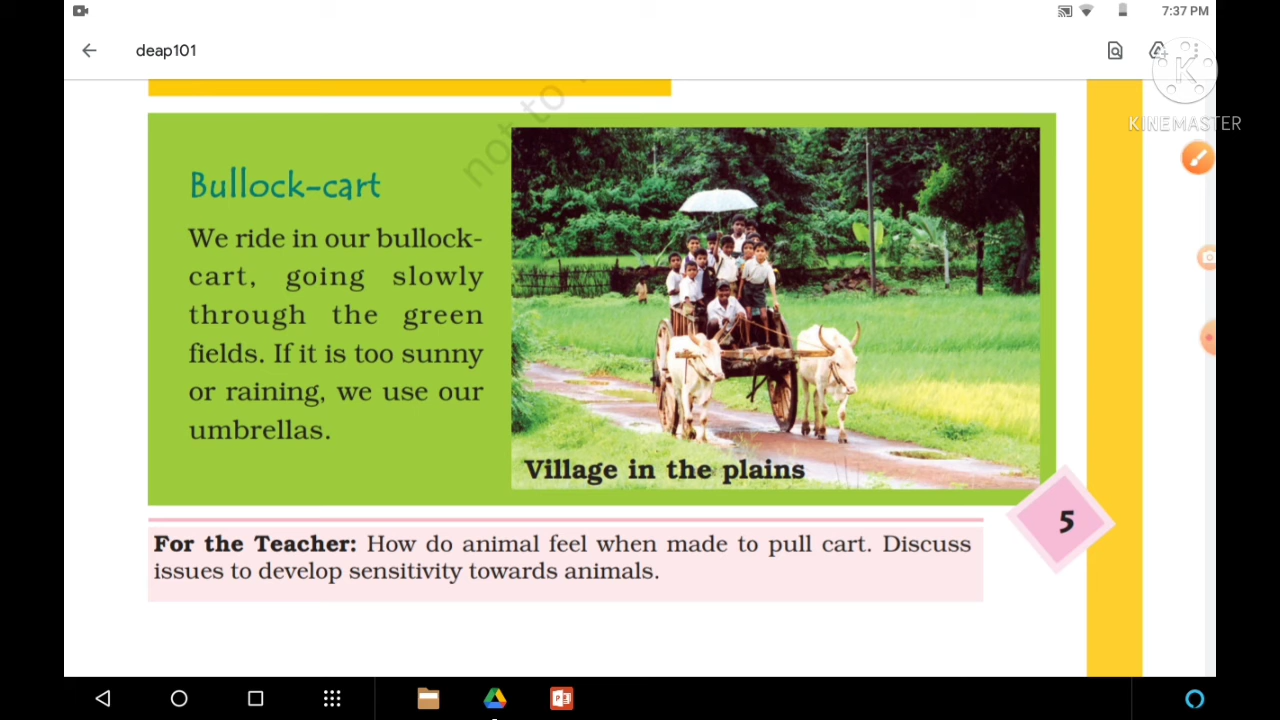 7:37 PM
deap101
KINEMASTER
not to
Bullock-cart
We ride in our bullock-
cart, going slowly
through the green
fields. If it is too sunny
or raining, we use our
umbrellas.
Village in the plains
5
For the Teacher: How do animal feel when made to pull cart. Discuss
issues to develop sensitivity towards animals.